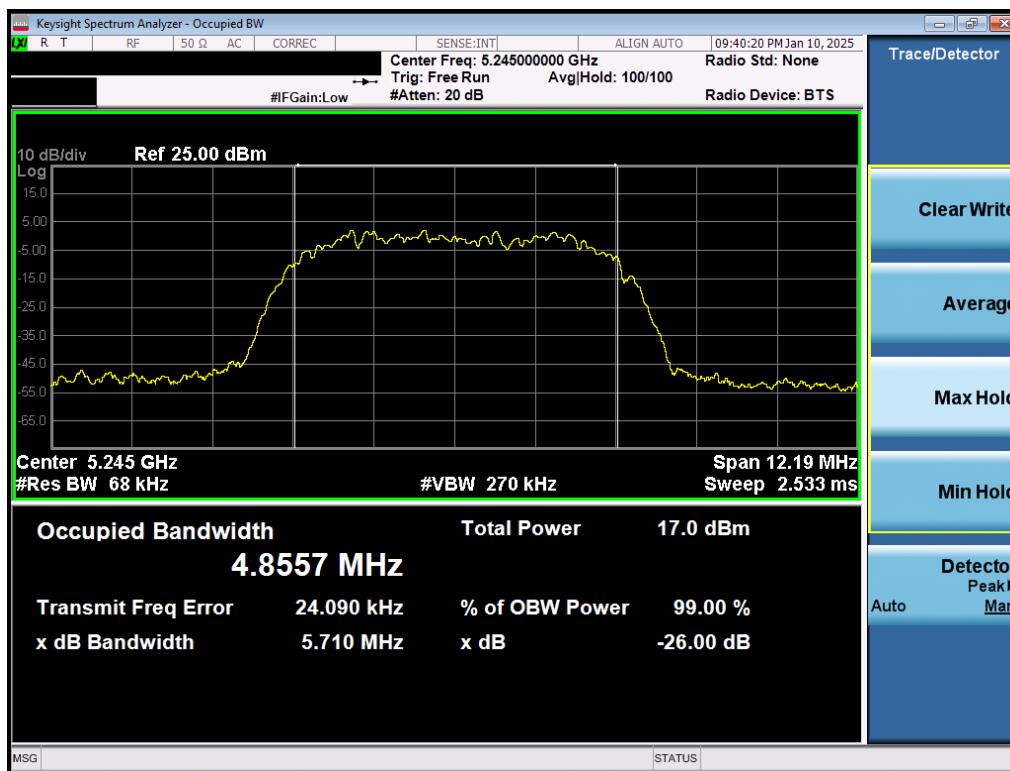 Keysight Spectrum Analyzer - Occupied BW
LXI R T RF 50 Ω AC CORREC SENSE:INT ALIGN AUTO 09:40:20 PM Jan 10, 2025
Center Freq: 5.245000000 GHz Radio Std: None
Trig: Free Run Avg|Hold: 100/100
#IFGain:Low #Atten: 20 dB Radio Device: BTS
10 dB/div Ref 25.00 dBm
Log
15.0
5.00
-5.00
-15.0
-25.0
-35.0
-45.0
-55.0
-65.0
Center 5.245 GHz Span 12.19 MHz
#Res BW 68 kHz #VBW 270 kHz Sweep 2.533 ms
Occupied Bandwidth Total Power 17.0 dBm
4.8557 MHz
Transmit Freq Error 24.090 kHz % of OBW Power 99.00 %
x dB Bandwidth 5.710 MHz x dB -26.00 dB
MSG STATUS
Trace/Detector
Clear Write
Average
Max Hold
Min Hold
Detecto
Peak
Auto Man